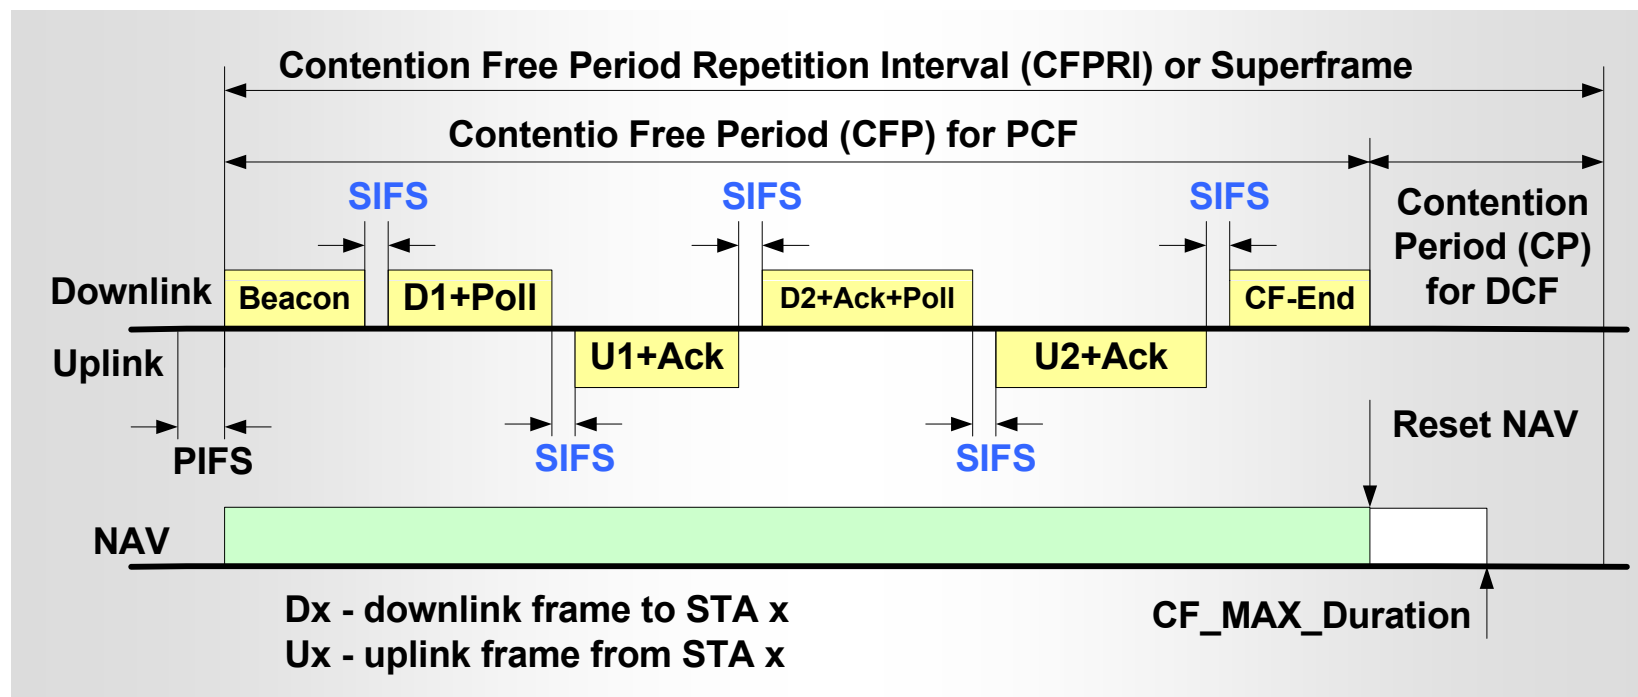 Contention Free Period Repetition Interval (CFPRI) or Superframe
Contentio Free Period (CFP) for PCF
SIFS
SIFS
SIFS
Contention
Period (CP)
for DCF
Downlink
Beacon
D1+Poll
D2+Ack+Poll
CF-End
Uplink
U1+Ack
U2+Ack
PIFS
SIFS
SIFS
Reset NAV
NAV
CF_MAX_Duration
Dx - downlink frame to STA x
Ux - uplink frame from STA x